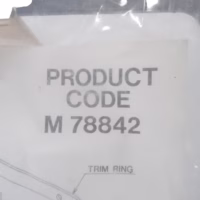 PRODUCT
CODE
M 78842
TRIM RING